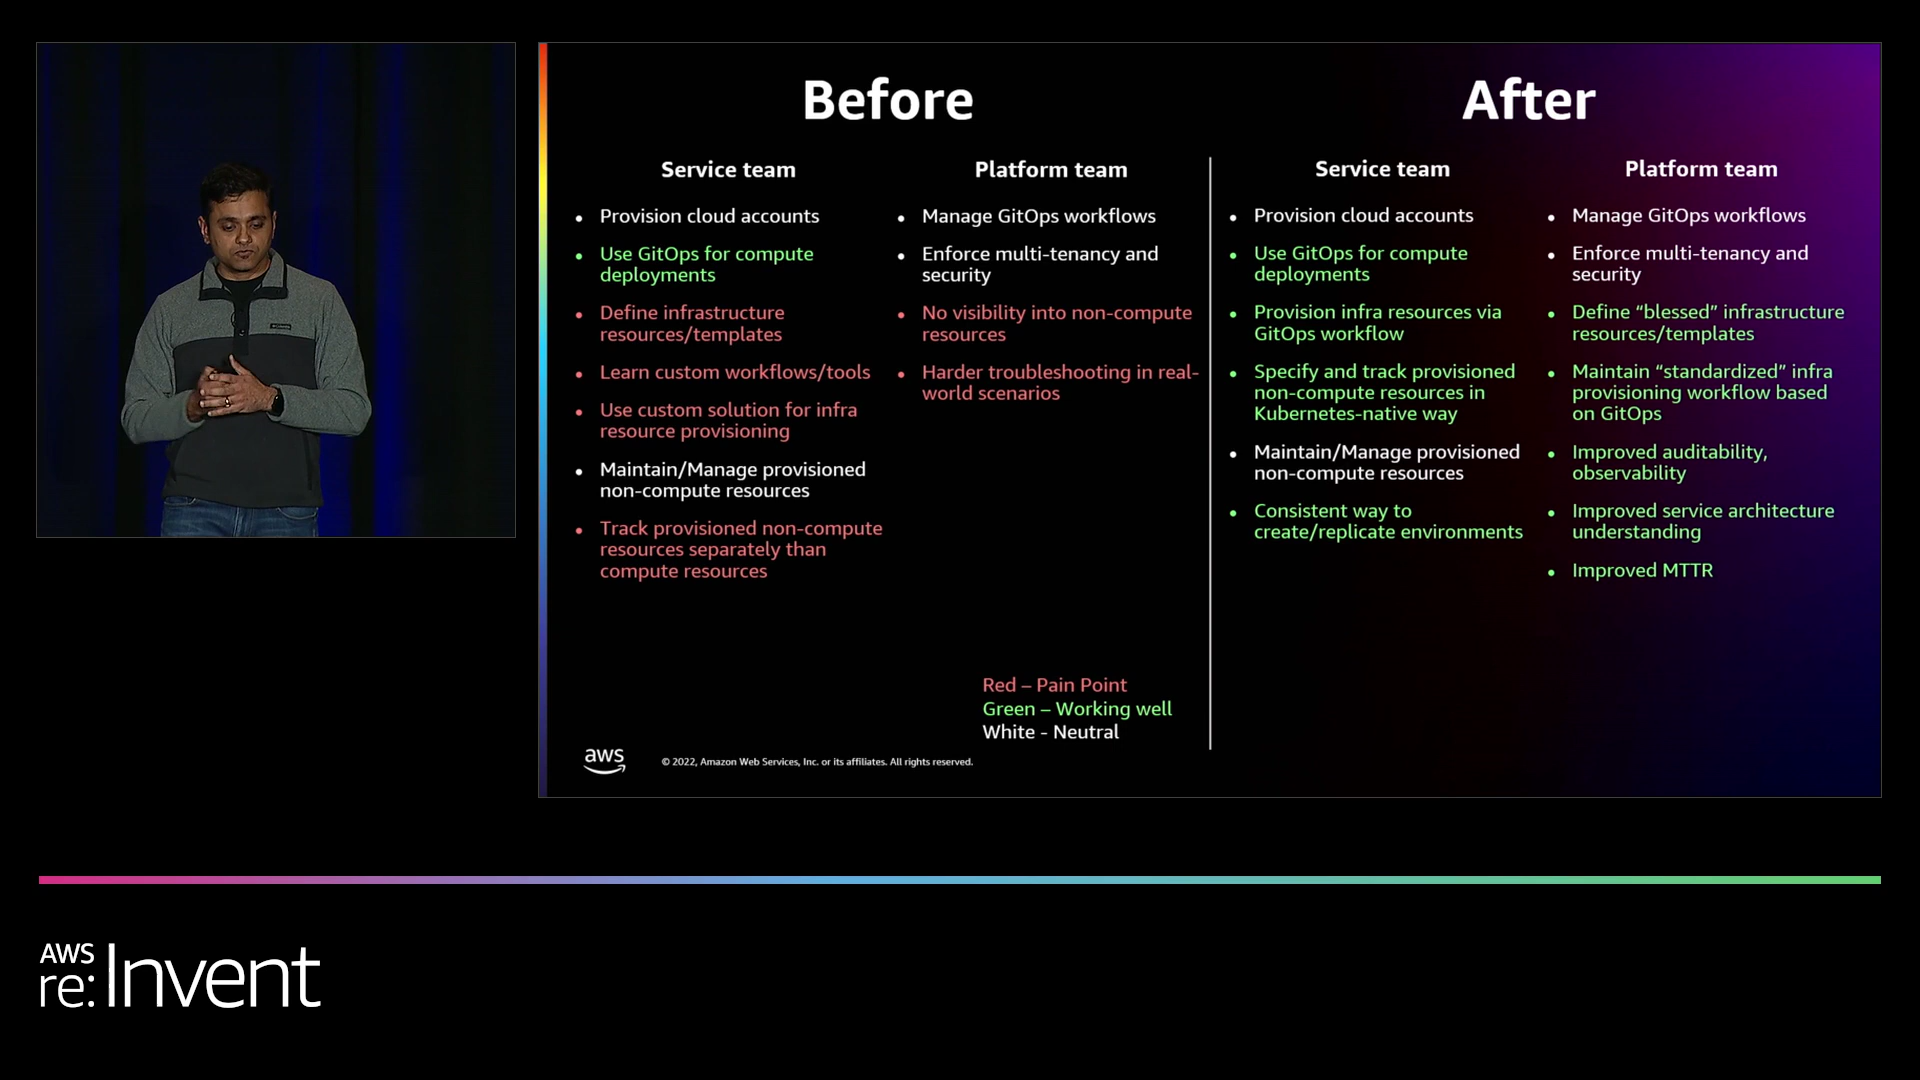 Before
After
Service team
Provision cloud accounts
Use GitOps for compute
deployments
Define infrastructure
resources/templates
Learn custom workflows/tools
Use custom solution for infra
resource provisioning
Maintain/Manage provisioned
non-compute resources
Track provisioned non-compute
resources separately than
compute resources
Platform team
Manage GitOps workflows
Enforce multi-tenancy and
security
No visibility into non-compute
resources
Harder troubleshooting in real-
world scenarios
Red – Pain Point
Green – Working well
White - Neutral
Service team
Provision cloud accounts
Use GitOps for compute
deployments
Provision infra resources via
GitOps workflow
Specify and track provisioned
non-compute resources in
Kubernetes-native way
Maintain/Manage provisioned
non-compute resources
Consistent way to
create/replicate environments
Platform team
Manage GitOps workflows
Enforce multi-tenancy and
security
Define “blessed” infrastructure
resources/templates
Maintain “standardized” infra
provisioning workflow based
on GitOps
Improved auditability,
observability
Improved service architecture
understanding
Improved MTTR
aws
© 2022, Amazon Web Services, Inc. or its affiliates. All rights reserved.
AWS
re:Invent